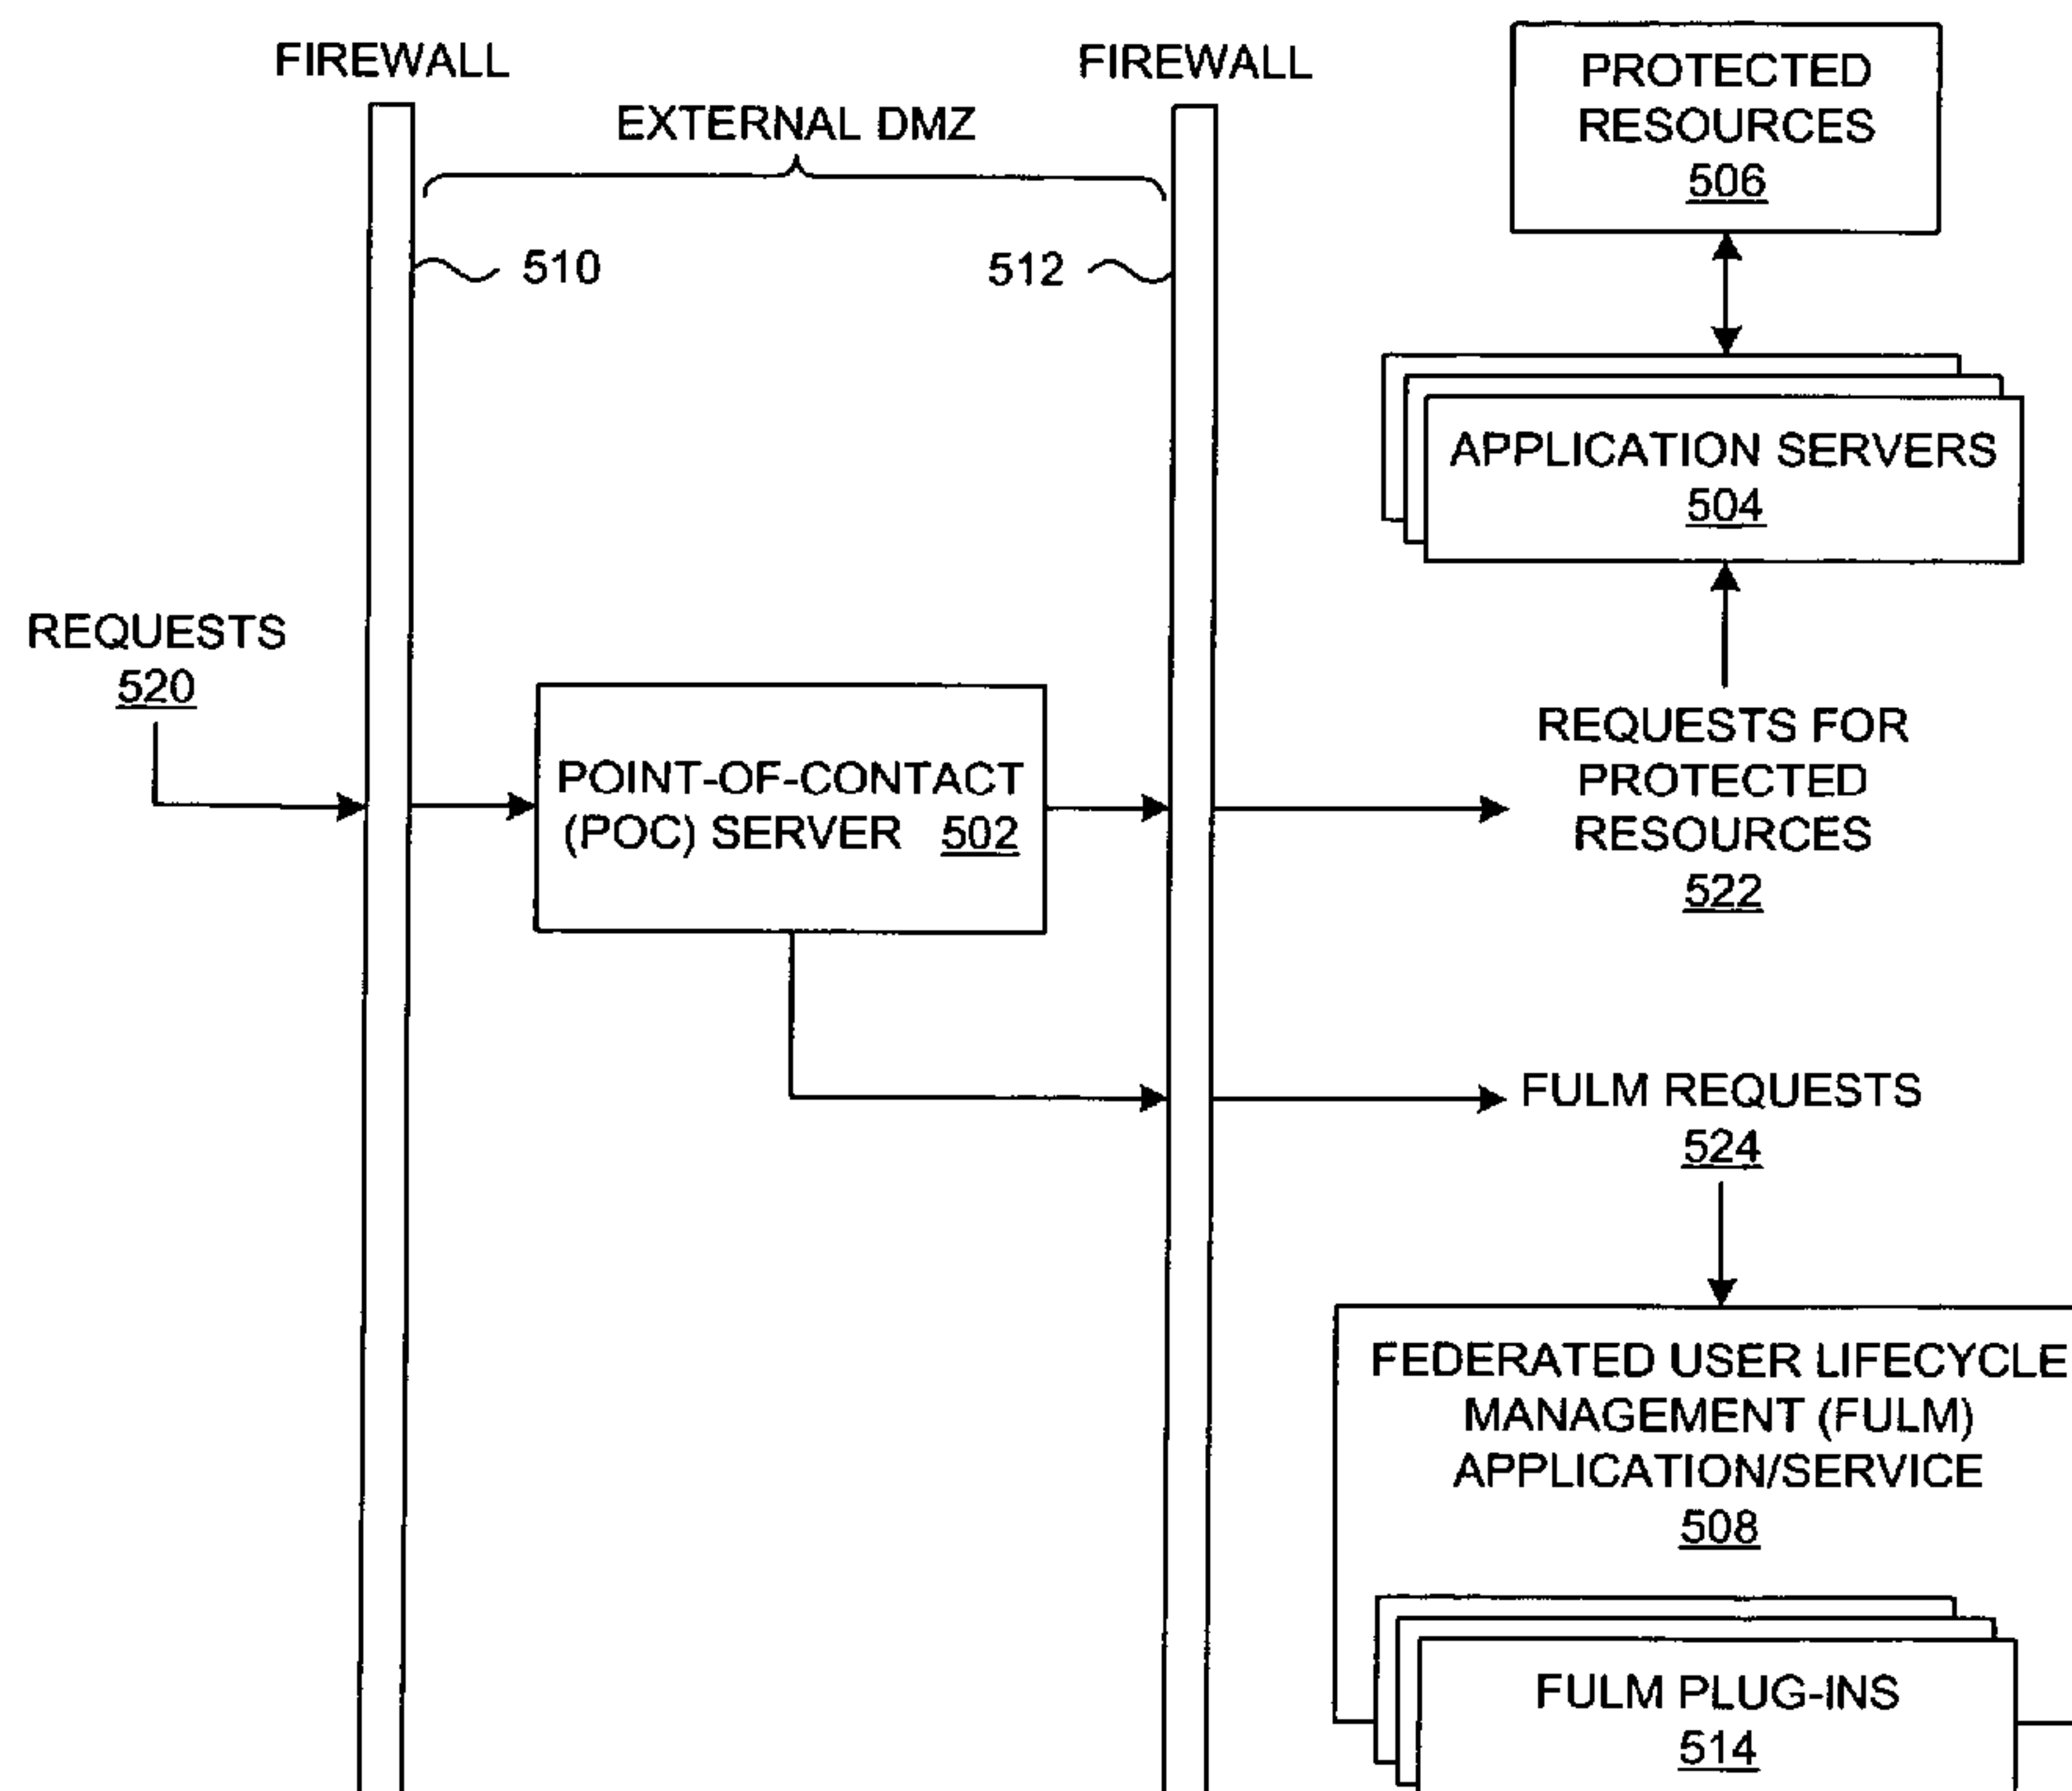 FIREWALL
FIREWALL
EXTERNAL DMZ
PROTECTED
RESOURCES
506
510
512
APPLICATION SERVERS
504
REQUESTS
520
POINT-OF-CONTACT
(POC) SERVER 502
REQUESTS FOR
PROTECTED
RESOURCES
522
FULM REQUESTS
524
FEDERATED USER LIFECYCLE
MANAGEMENT (FULM)
APPLICATION/SERVICE
508
FULM PLUG-INS
514